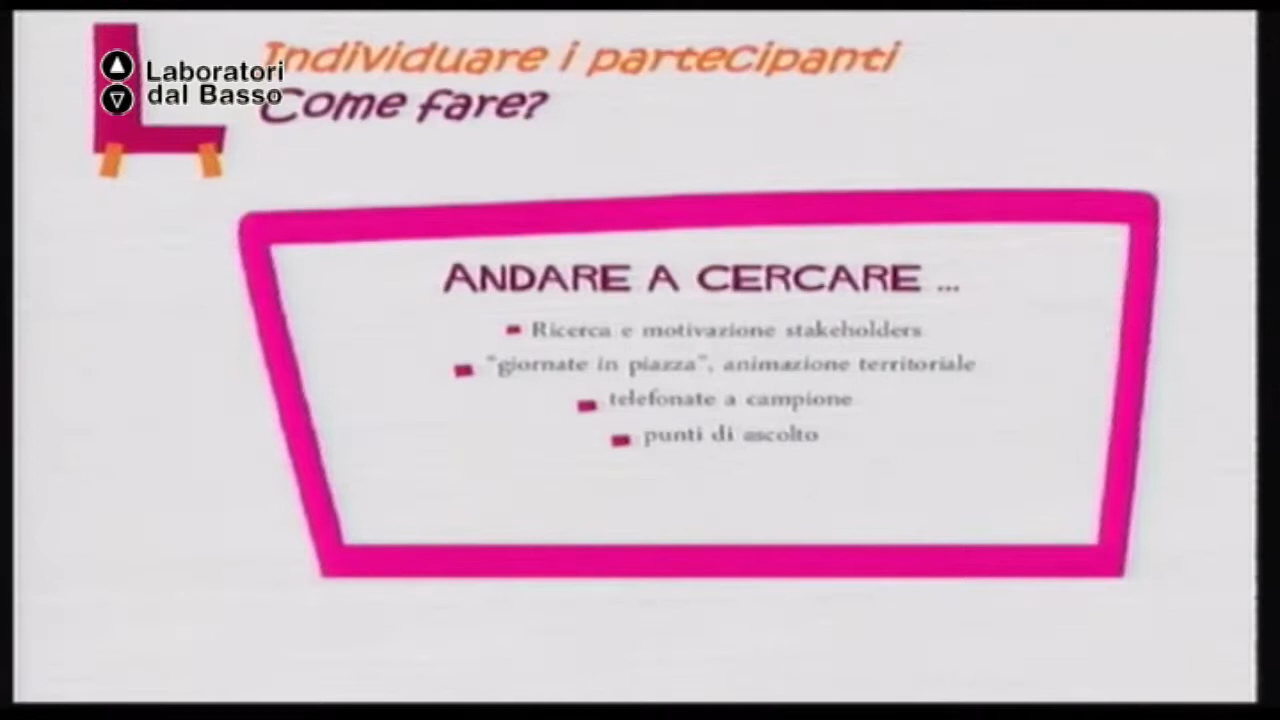 Individuare i partecipanti
Laboratori
dal Basso
Come fare?
ANDARE A CERCARE ...
Ricerca e motivazione stakeholders
"giornate in piazza", animazione territoriale
telefonate a campione
punti di ascolto